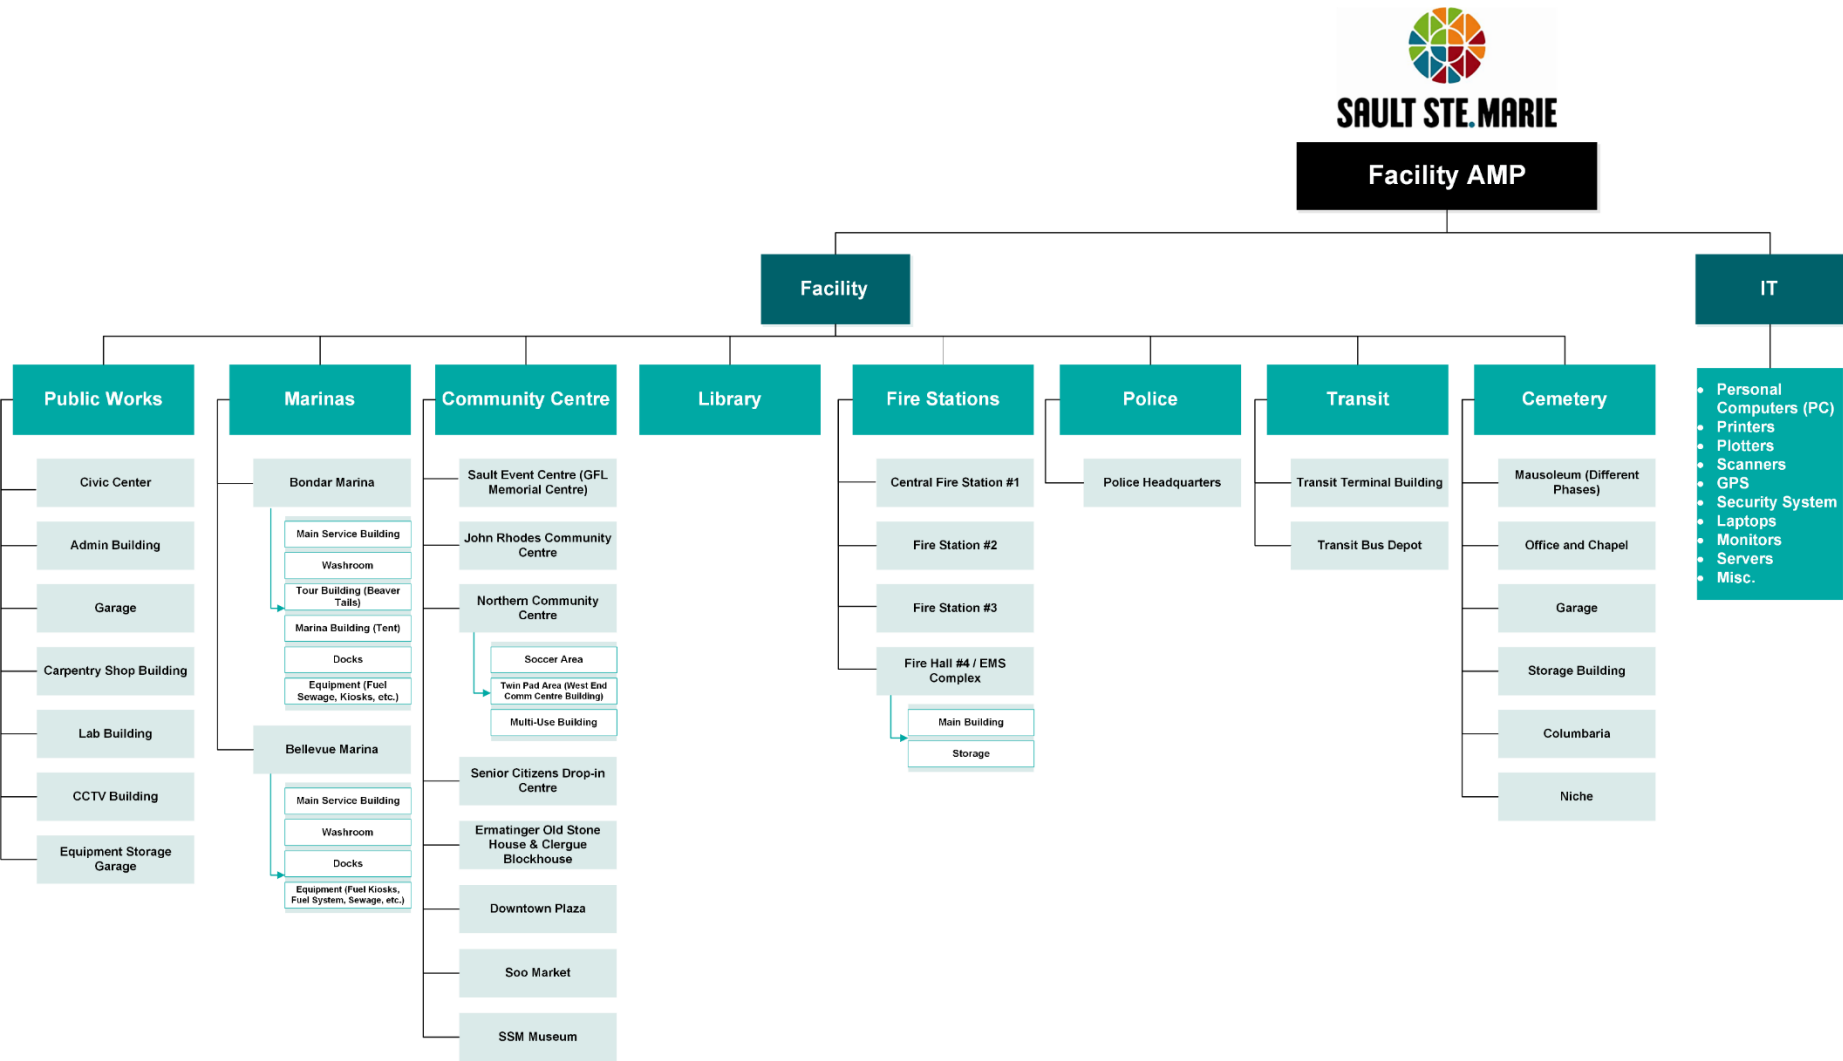 SAULT STE.MARIE
Facility AMP
Facility
IT
Public Works
Civic Center
Admin Building
Garage
Carpentry Shop Building
Lab Building
CCTV Building
Equipment Storage
Garage
Marinas
Bondar Marina
Main Service Building
Washroom
Tour Building (Beaver
Tails)
Marina Building (Tent)
Docks
Equipment (Fuel
Sewage, Kiosks, etc.)
Bellevue Marina
Main Service Building
Washroom
Docks
Equipment (Fuel Kiosks,
Fuel System, Sewage, etc.)
Community Centre
Sault Event Centre (GFL
Memorial Centre)
John Rhodes Community
Centre
Northern Community
Centre
Soccer Area
Twin Pad Area (West End
Comm Centre Building)
Multi-Use Building
Senior Citizens Drop-in
Centre
Ermatinger Old Stone
House & Clergue
Blockhouse
Downtown Plaza
Soo Market
SSM Museum
Library
Fire Stations
Central Fire Station #1
Fire Station #2
Fire Station #3
Fire Hall #4 / EMS
Complex
Main Building
Storage
Police
Police Headquarters
Transit
Transit Terminal Building
Transit Bus Depot
Cemetery
Mausoleum (Different
Phases)
Office and Chapel
Garage
Storage Building
Columbaria
Niche
• Personal
Computers (PC)
• Printers
• Plotters
• Scanners
• GPS
• Security System
• Laptops
• Monitors
• Servers
• Misc.